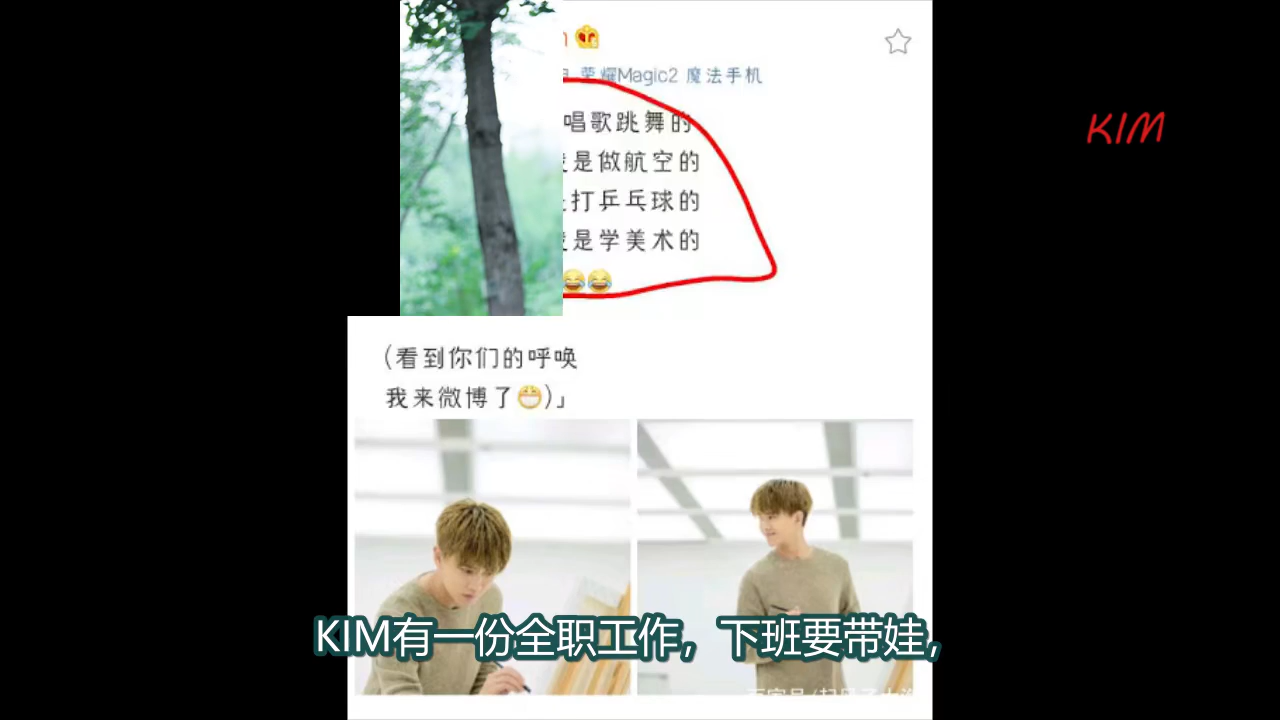 荣耀Magic2 魔法手机
唱歌跳舞的
KIM
是做航空的
打乒乓球的
是学美术的
(看到你们的呼唤
我来微博了😁)」
KIM有一份全职工作，下班要带娃，